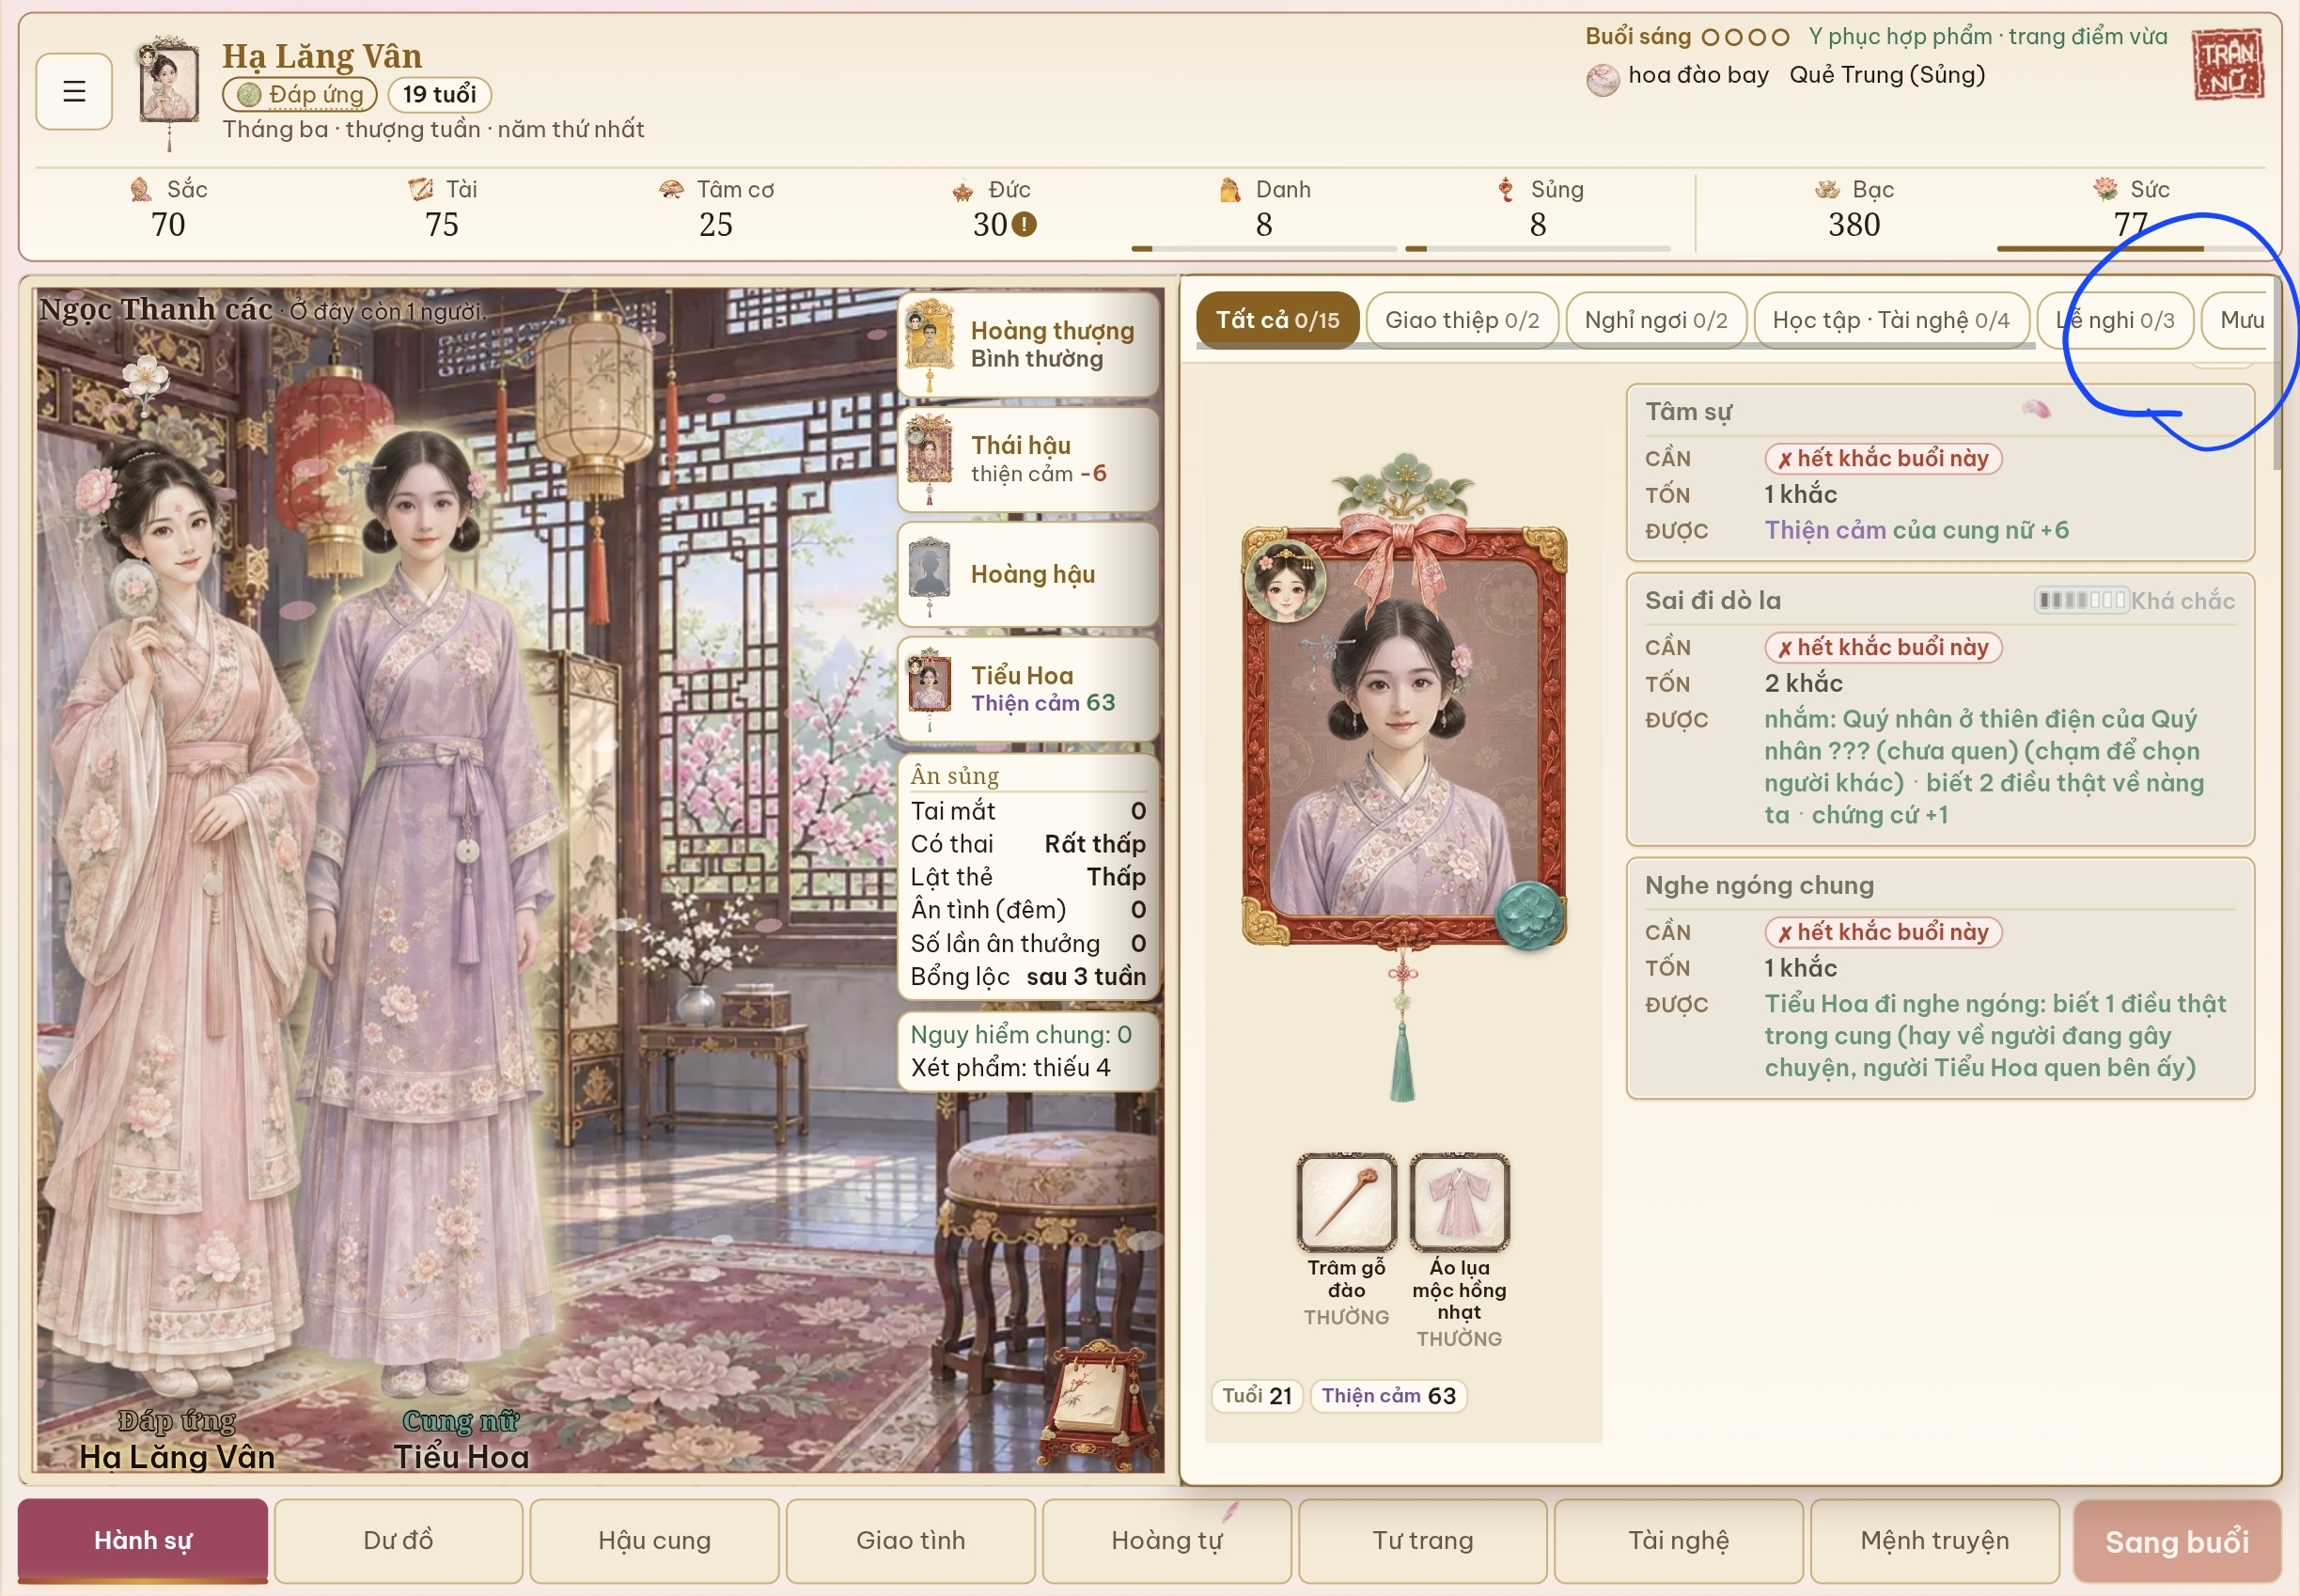 Hạ Lăng Vân
Đáp ứng
19 tuổi
Tháng ba · thượng tuần · năm thứ nhất
Buổi sáng
Y phục hợp phẩm · trang điểm vừa
hoa đào bay
Quẻ Trung (Sủng)
TRÂN
NỮ
Sắc
70
Tài
75
Tâm cơ
25
Đức
30
!
Danh
8
Sủng
8
Bạc
380
Sức
77
Ngọc Thanh các · Ở đây còn 1 người.
Hoàng thượng
Bình thường
Thái hậu
thiện cảm -6
Hoàng hậu
Tiểu Hoa
Thiện cảm 63
Ân sủng
Tai mắt 0
Có thai Rất thấp
Lật thẻ Thấp
Ân tình (đêm) 0
Số lần ân thưởng 0
Bổng lộc sau 3 tuần
Nguy hiểm chung: 0
Xét phẩm: thiếu 4
Đáp ứng
Hạ Lăng Vân
Cung nữ
Tiểu Hoa
Tất cả 0/15
Giao thiệp 0/2
Nghỉ ngơi 0/2
Học tập · Tài nghệ 0/4
Lễ nghi 0/3
Mưu
Tâm sự
CẦN ✗ hết khắc buổi này
TỐN 1 khắc
ĐƯỢC Thiện cảm của cung nữ +6
Sai đi dò la
Khá chắc
CẦN ✗ hết khắc buổi này
TỐN 2 khắc
ĐƯỢC nhắm: Quý nhân ở thiên điện của Quý
nhân ??? (chưa quen) (chạm để chọn
người khác) · biết 2 điều thật về nàng
ta · chứng cứ +1
Nghe ngóng chung
CẦN ✗ hết khắc buổi này
TỐN 1 khắc
ĐƯỢC Tiểu Hoa đi nghe ngóng: biết 1 điều thật
trong cung (hay về người đang gây
chuyện, người Tiểu Hoa quen bên ấy)
Trâm gỗ
đào
THƯỜNG
Áo lụa
mộc hồng
nhạt
THƯỜNG
Tuổi 21
Thiện cảm 63
Hành sự
Dư đồ
Hậu cung
Giao tình
Hoàng tự
Tư trang
Tài nghệ
Mệnh truyện
Sang buổi